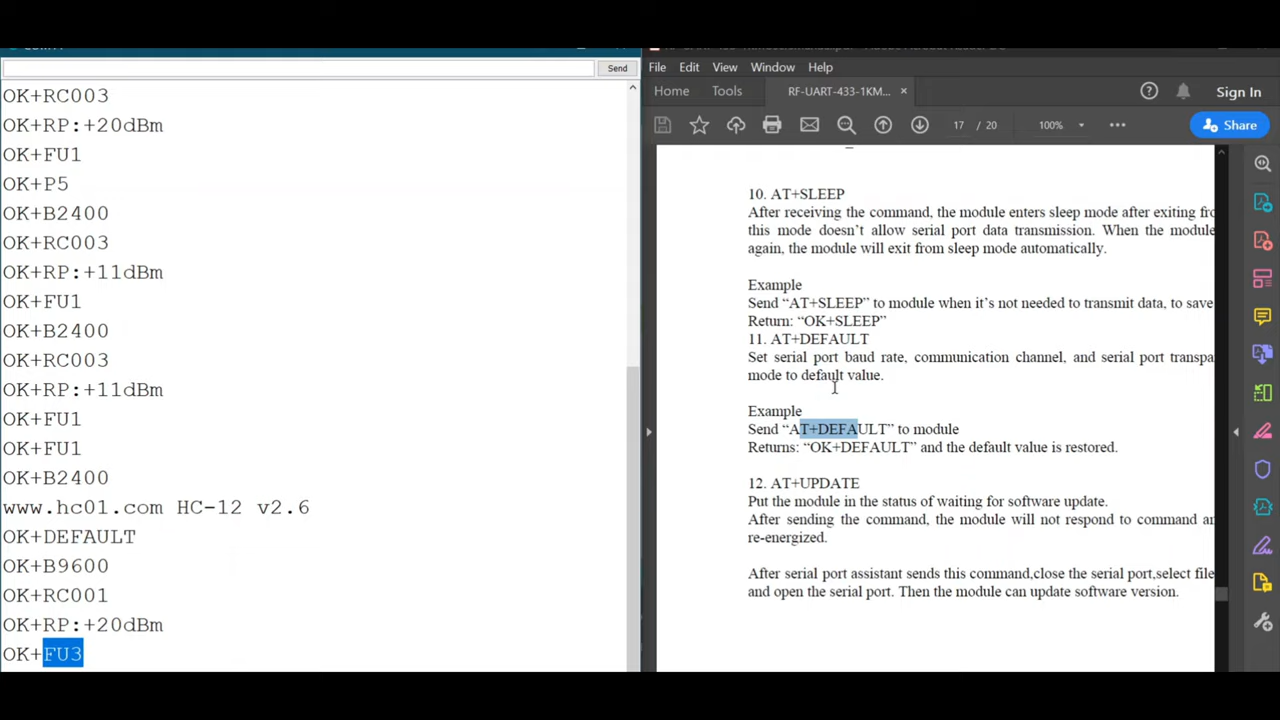 Send
OK+RC003
OK+RP:+20dBm
OK+FU1
OK+P5
OK+B2400
OK+RC003
OK+RP:+11dBm
OK+FU1
OK+B2400
OK+RC003
OK+RP:+11dBm
OK+FU1
OK+FU1
OK+B2400
www.hc01.com HC-12 v2.6
OK+DEFAULT
OK+B9600
OK+RC001
OK+RP:+20dBm
OK+FU3
File Edit View Window Help
Home Tools RF-UART-433-1KM... × Sign In
17 / 20 100% Share
10. AT+SLEEP
After receiving the command, the module enters sleep mode after exiting fro
this mode doesn't allow serial port data transmission. When the module
again, the module will exit from sleep mode automatically.
Example
Send “AT+SLEEP” to module when it’s not needed to transmit data, to save
Return: “OK+SLEEP”
11. AT+DEFAULT
Set serial port baud rate, communication channel, and serial port transpa
mode to default value.
Example
Send “AT+DEFAULT” to module
Returns: “OK+DEFAULT” and the default value is restored.
12. AT+UPDATE
Put the module in the status of waiting for software update.
After sending the command, the module will not respond to command an
re-energized.
After serial port assistant sends this command,close the serial port,select file
and open the serial port. Then the module can update software version.